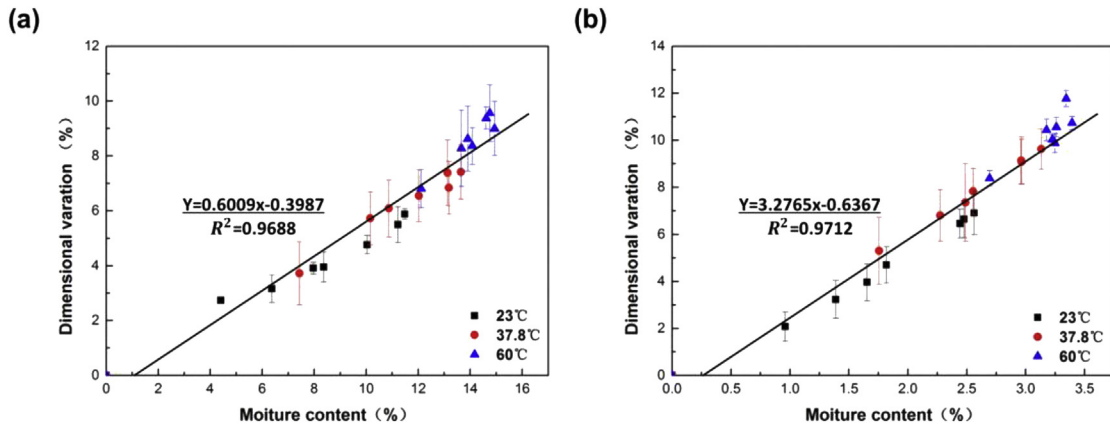 (a)
12
10
8
6
4
2
0
Dimensional varation (%)
Y=0.6009x-0.3987
R²=0.9688
23℃
37.8℃
60℃
0 2 4 6 8 10 12 14 16
Moiture content (%)
(b)
14
12
10
8
6
4
2
0
Dimensional varation (%)
Y=3.2765x-0.6367
R²=0.9712
23℃
37.8℃
60℃
0.0 0.5 1.0 1.5 2.0 2.5 3.0 3.5
Moiture content (%)